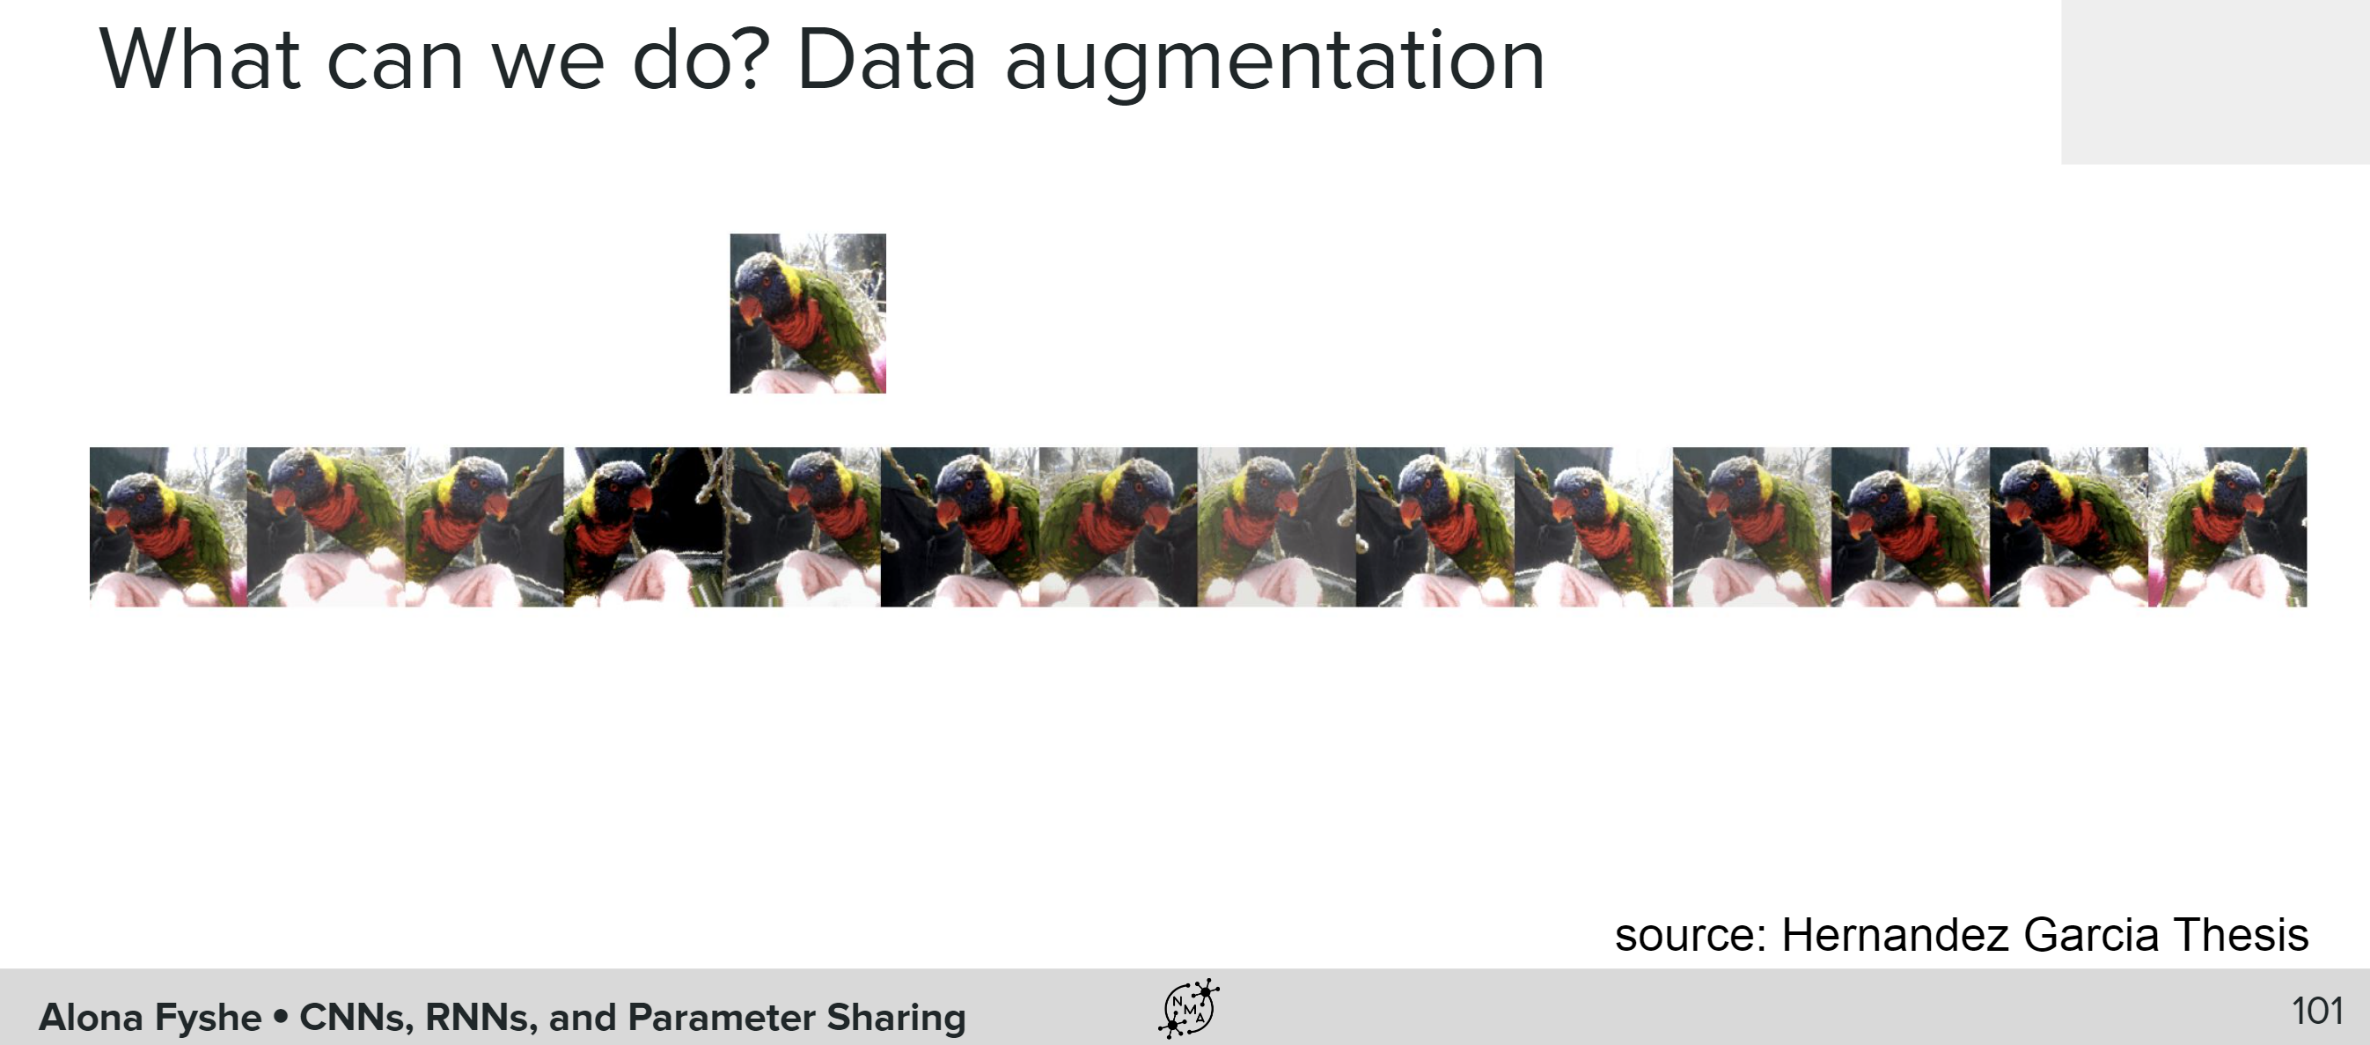 What can we do? Data augmentation
source: Hernandez Garcia Thesis
Alona Fyshe • CNNs, RNNs, and Parameter Sharing
N
M
A
101